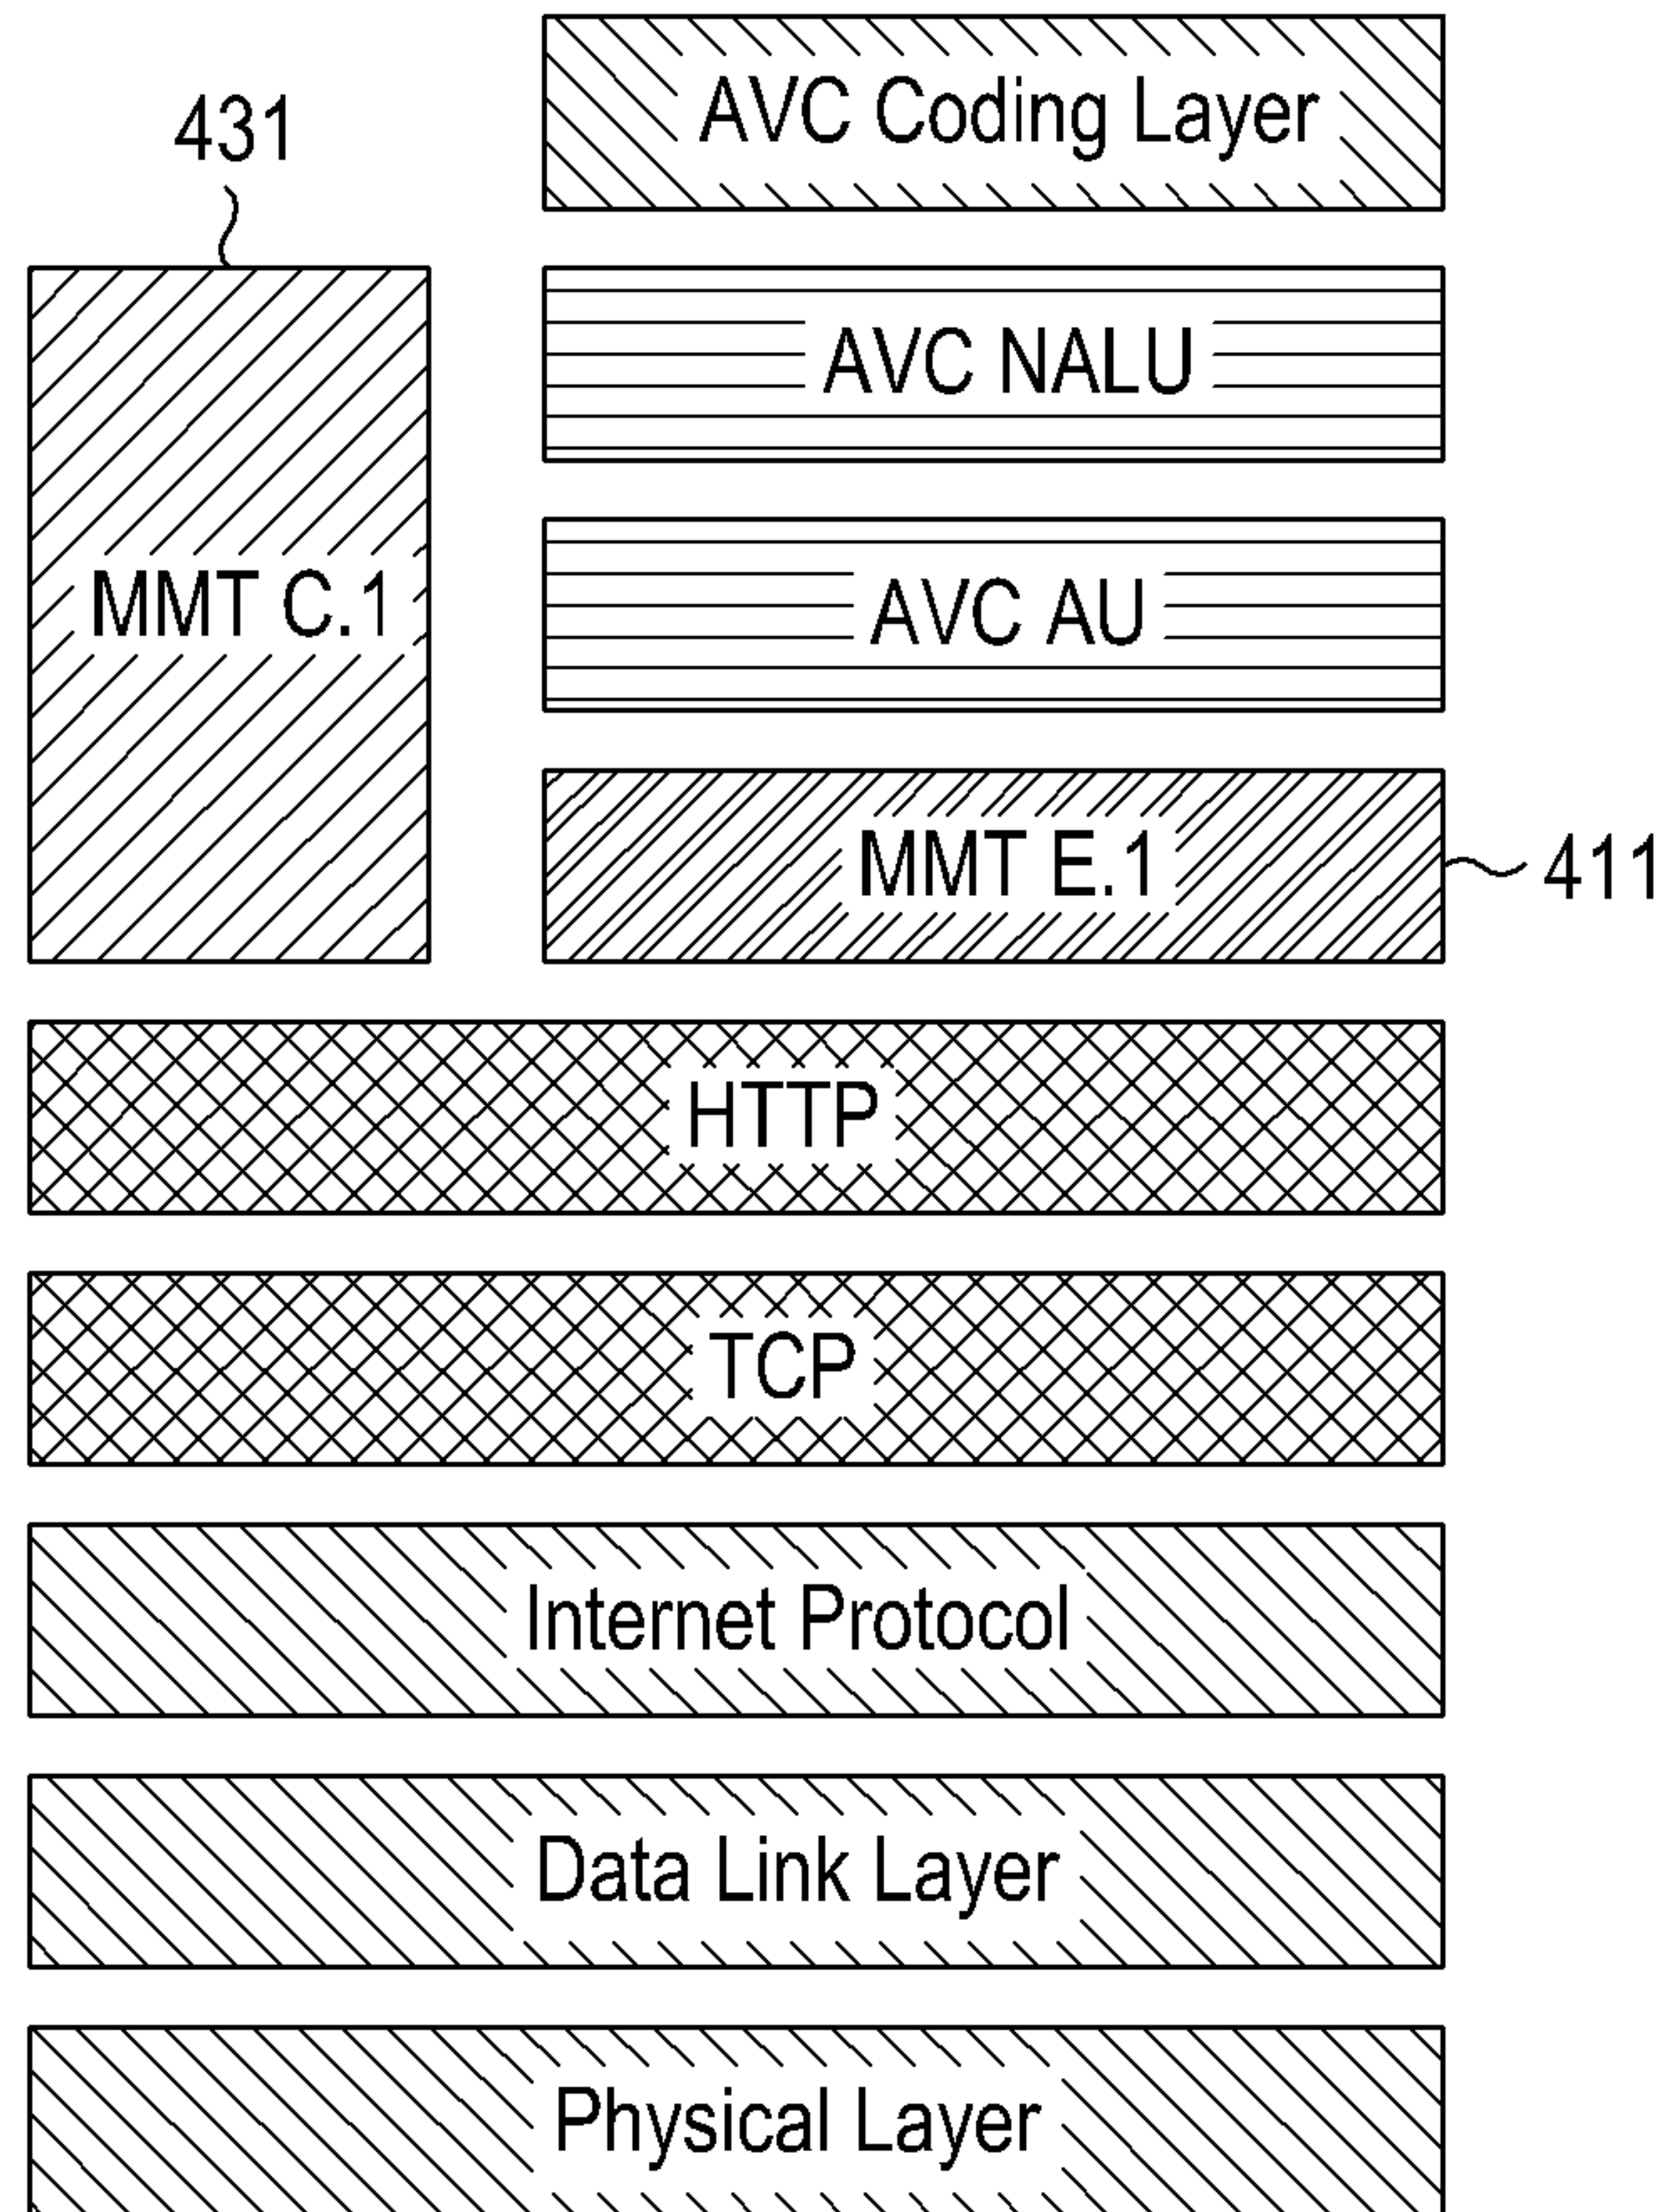 AVC Coding Layer
431
AVC NALU
MMT C.1
AVC AU
MMT E.1
411
HTTP
TCP
Internet Protocol
Data Link Layer
Physical Layer